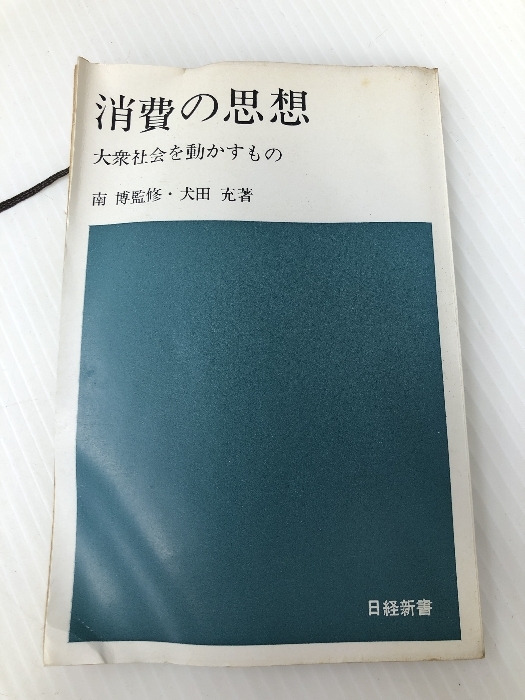 消費の思想
大衆社会を動かすもの
南 博監修・犬田 充著
日経新書